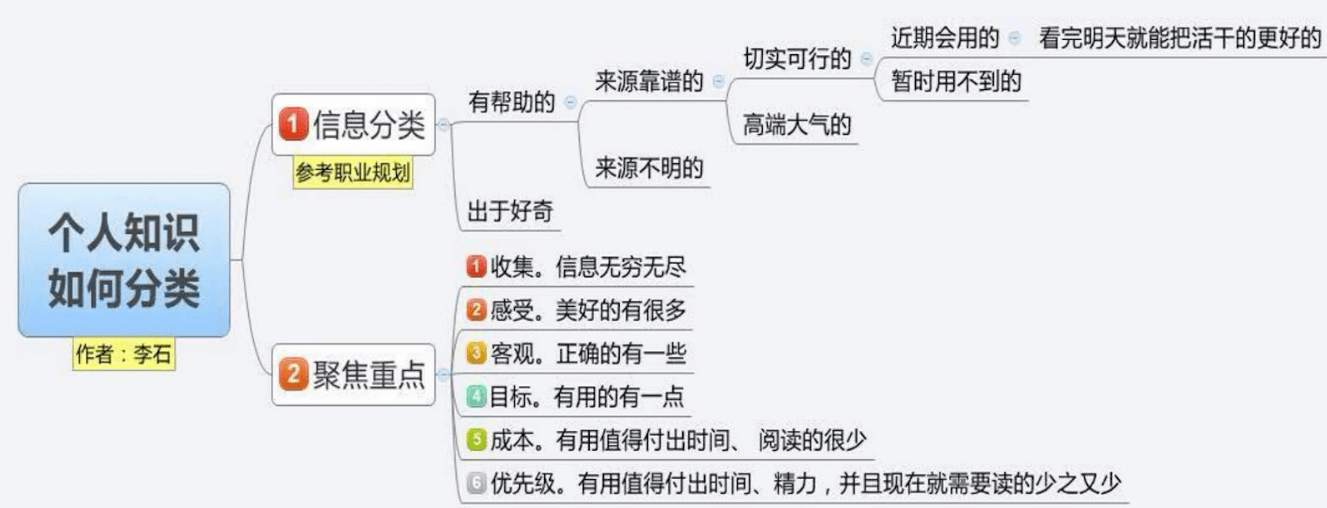 个人知识
如何分类
作者：李石
1 信息分类
参考职业规划
有帮助的
来源靠谱的
切实可行的
近期会用的
看完明天就能把活干的更好的
暂时用不到的
高端大气的
来源不明的
出于好奇
2 聚焦重点
1 收集。信息无穷无尽
2 感受。美好的有很多
3 客观。正确的有一些
4 目标。有用的有一点
5 成本。有用值得付出时间、 阅读的很少
6 优先级。有用值得付出时间、精力，并且现在就需要读的少之又少